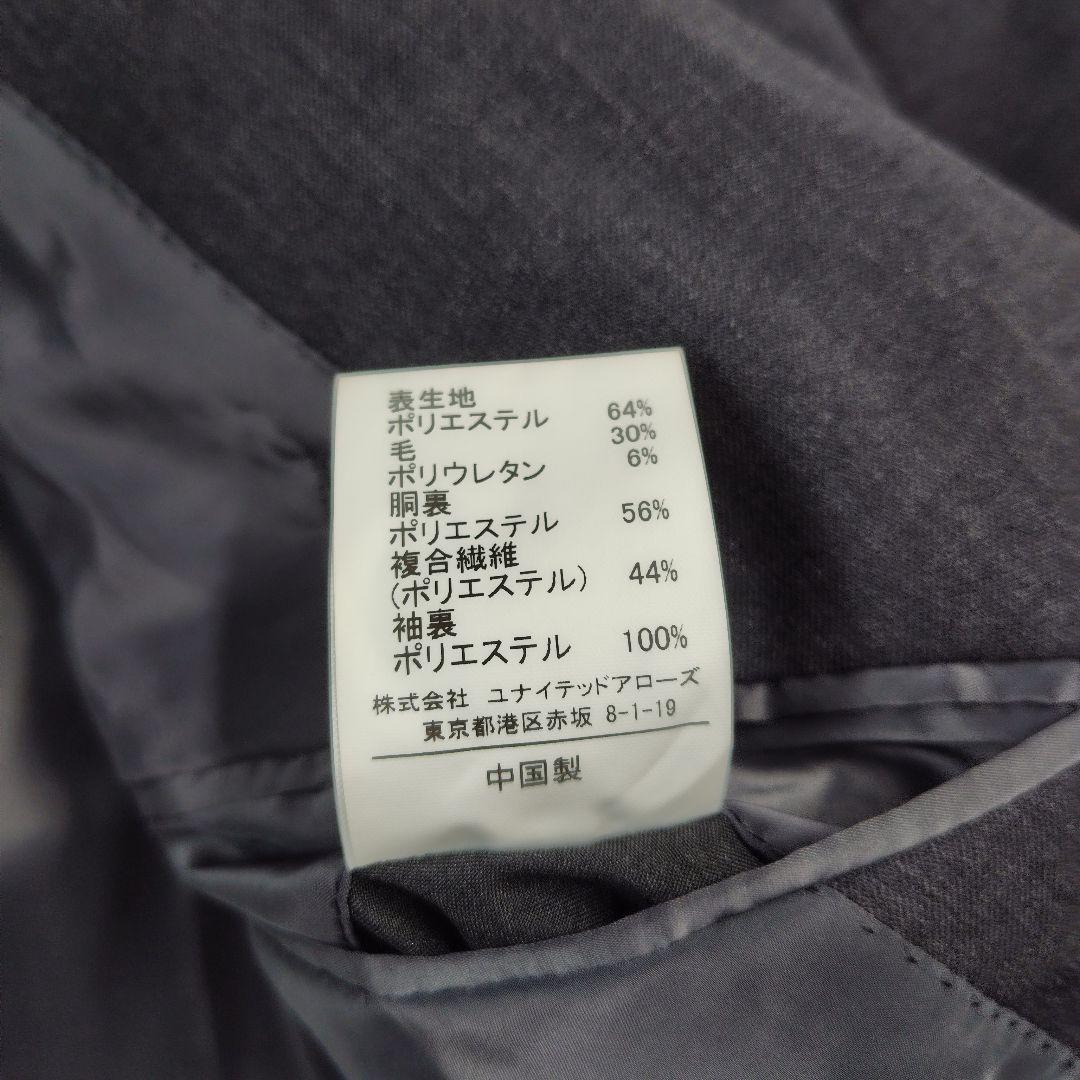 表生地
ポリエステル 64%
毛 30%
ポリウレタン 6%
胴裏
ポリエステル 56%
複合繊維
(ポリエステル) 44%
袖裏
ポリエステル 100%
株式会社 ユナイテッドアローズ
東京都港区赤坂 8-1-19
中国製